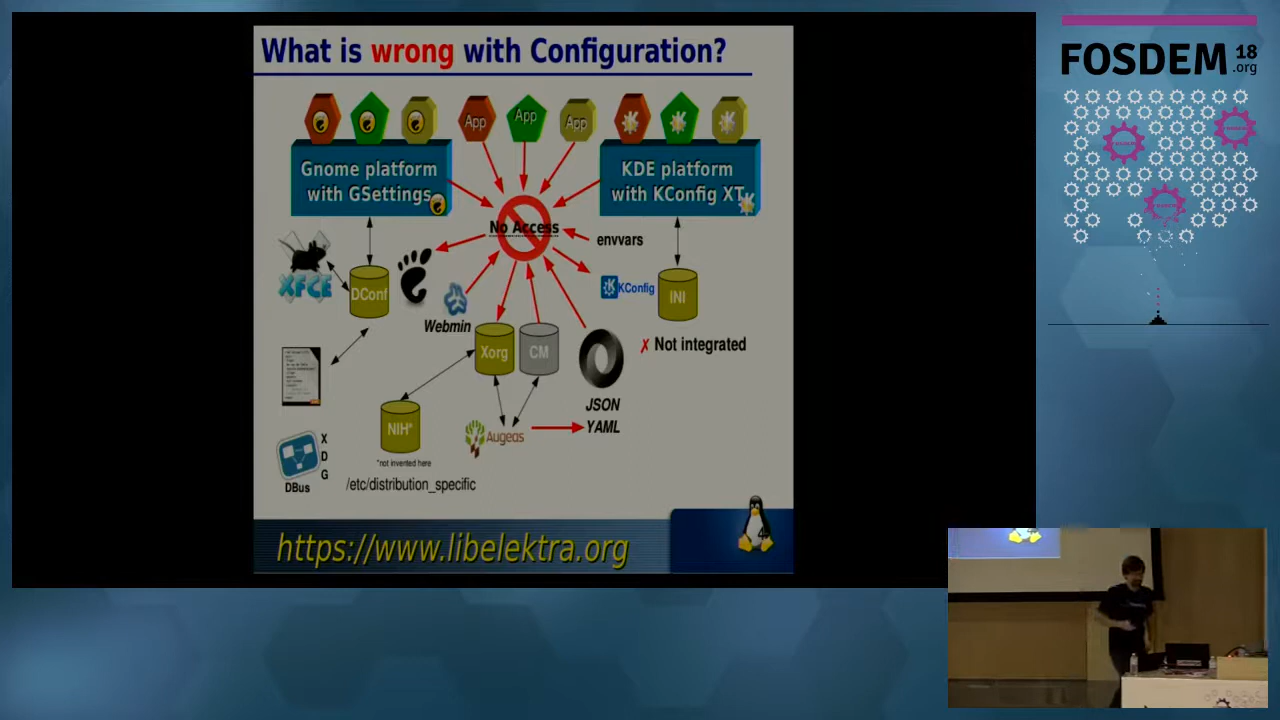 What is wrong with Configuration?
App
App
App
Gnome platform
with GSettings
KDE platform
with KConfig XT
No Access
envvars
XFCE
DConf
KConfig
INI
Webmin
Xorg
CM
Not integrated
JSON
YAML
NIH*
Augeas
*not invented here
X
D
G
DBus
/etc/distribution_specific
https://www.libelektra.org
4
FOSDEM 18
.org